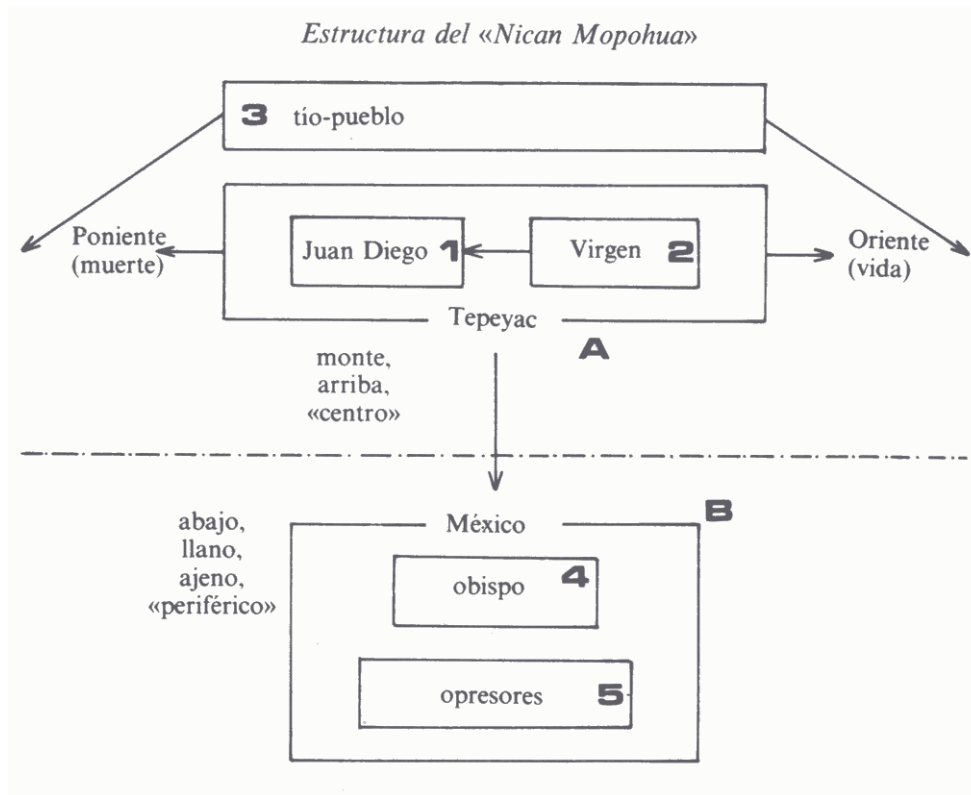 Estructura del «Nican Mopohua»
3 tío-pueblo
Poniente
(muerte)
Juan Diego 1
Virgen 2
Oriente
(vida)
Tepeyac
A
monte,
arriba,
«centro»
B
México
abajo,
llano,
ajeno,
«periférico»
obispo 4
opresores 5